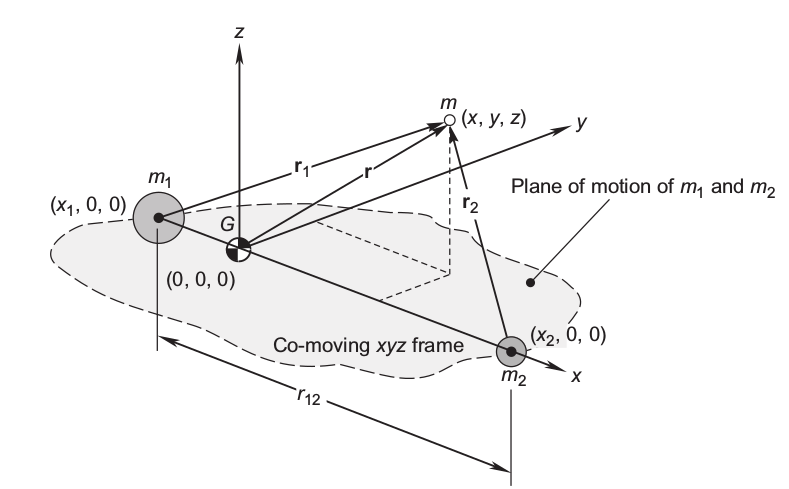 z
m
(x, y, z)
y
r₁
r
m₁
Plane of motion of m₁ and m₂
(x₁, 0, 0)
r₂
G
(0, 0, 0)
(x₂, 0, 0)
Co-moving xyz frame
x
m₂
r₁₂